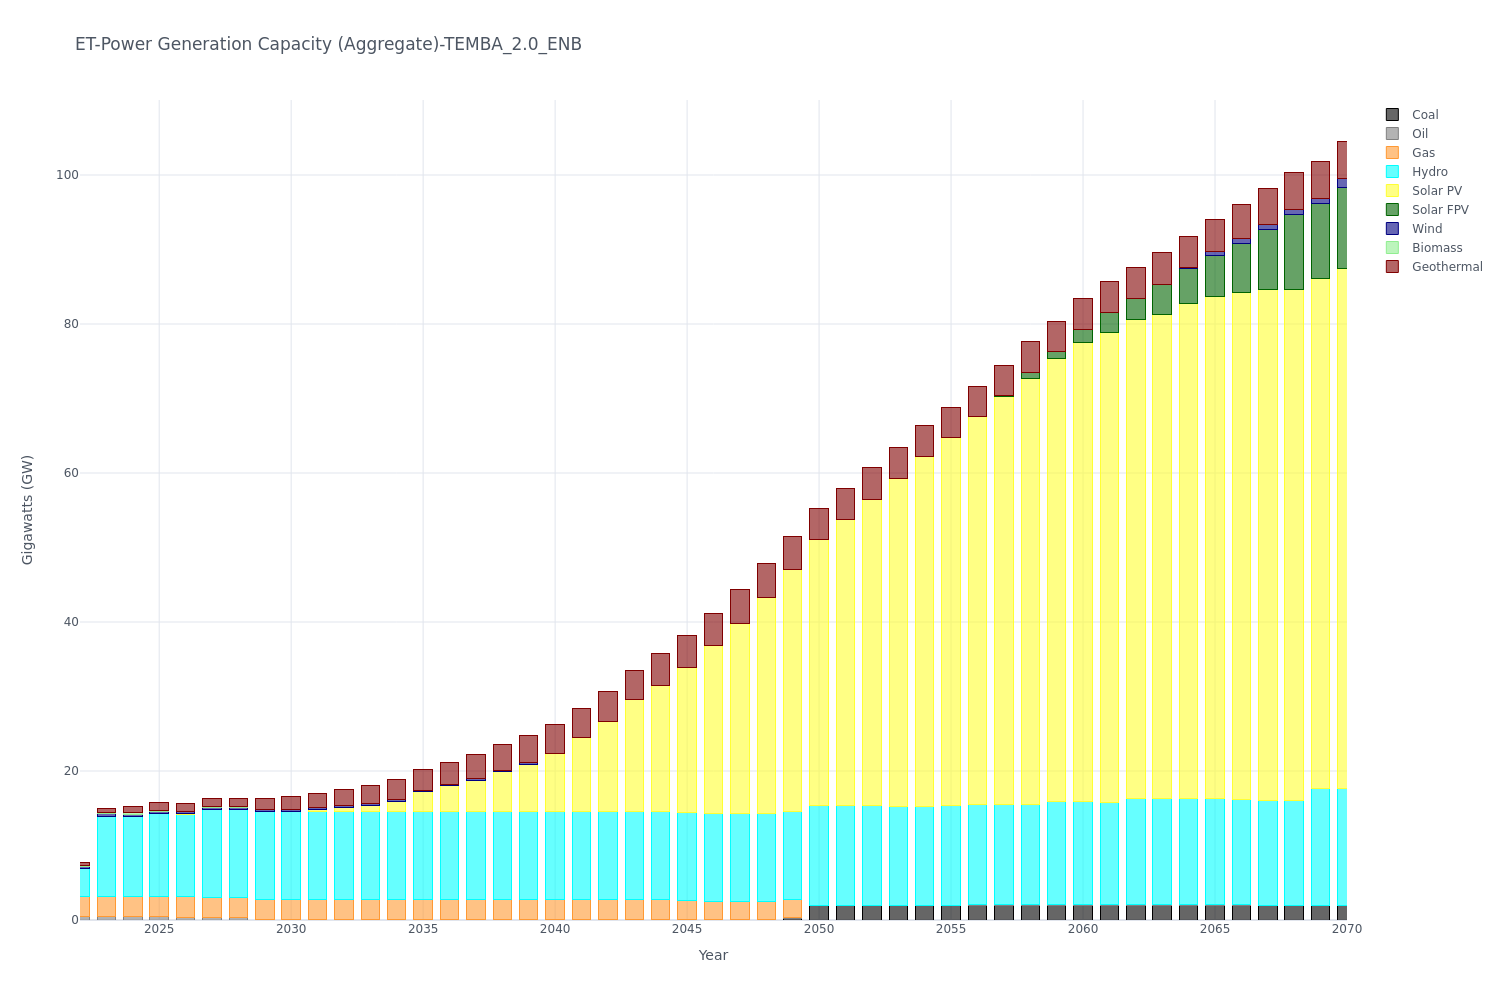 ET-Power Generation Capacity (Aggregate)-TEMBA_2.0_ENB
Coal
Oil
Gas
Hydro
Solar PV
Solar FPV
Wind
Biomass
Geothermal
100
80
60
40
20
0
Gigawatts (GW)
2025 2030 2035 2040 2045 2050 2055 2060 2065 2070
Year